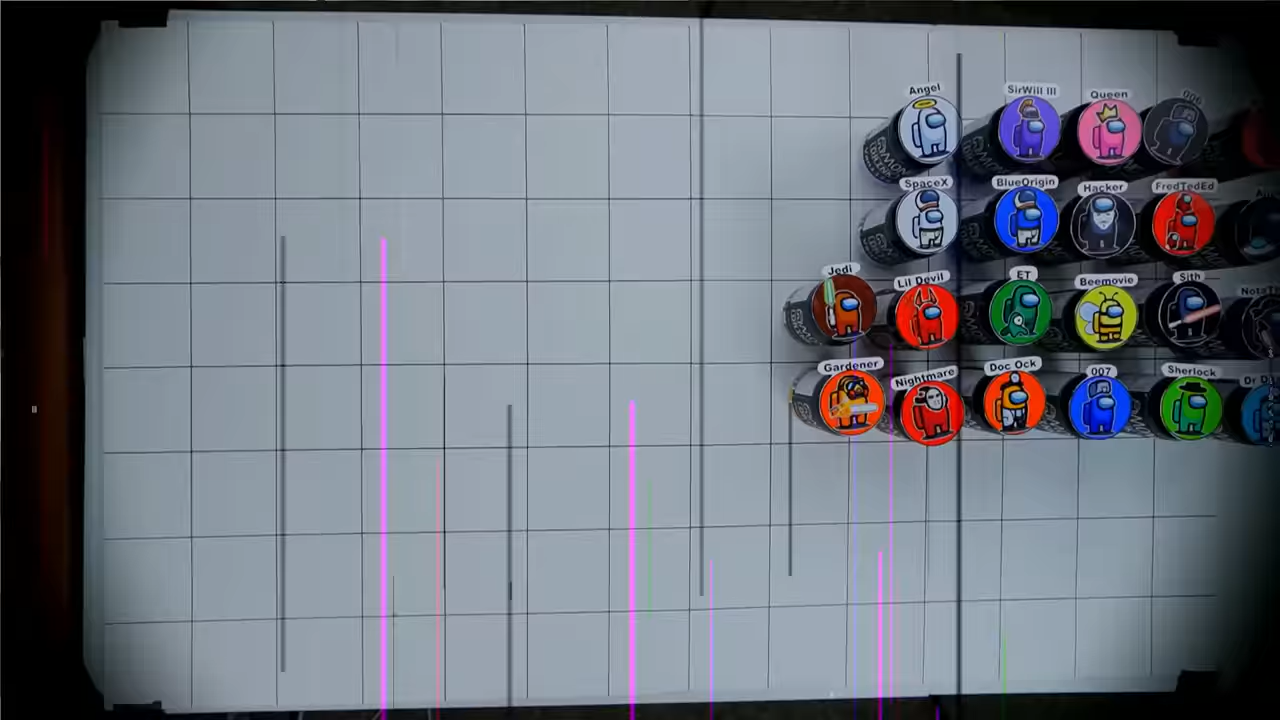 Angel
SirWill III
Queen
006
SpaceX
BlueOrigin
Hacker
FredTedEd
Jedi
Lil Devil
ET
Beemovie
Sith
Gardener
Nightmare
Doc Ock
007
Sherlock